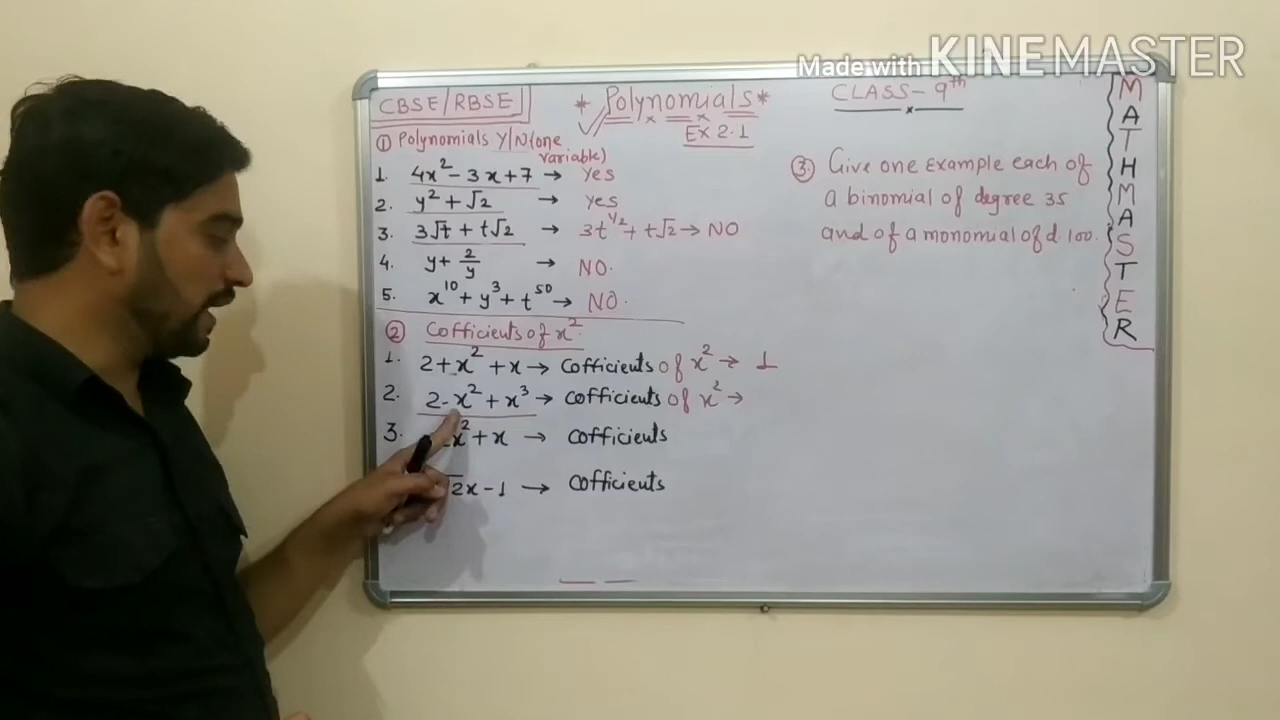 Made with KINEMASTER
CBSE/RBSE
* Polynomials *
EX 2.1
CLASS-9th
① Polynomials Y/N (one variable)
1. 4x² - 3x + 7 → Yes
2. y² + √2 → Yes
3. 3√t + t√2 → 3t^1/2 + t√2 → NO
4. y + 2/y → NO.
5. x^10 + y^3 + t^50 → NO.
② Cofficients of x².
1. 2 + x² + x → Cofficients of x² → 1
2. 2 - x² + x³ → Cofficients of x² →
3. x² + x → Cofficients
√2x - 1 → Cofficients
③ Give one example each of
a binomial of degree 35
and of a monomial of d. 100.
MATHMASTER